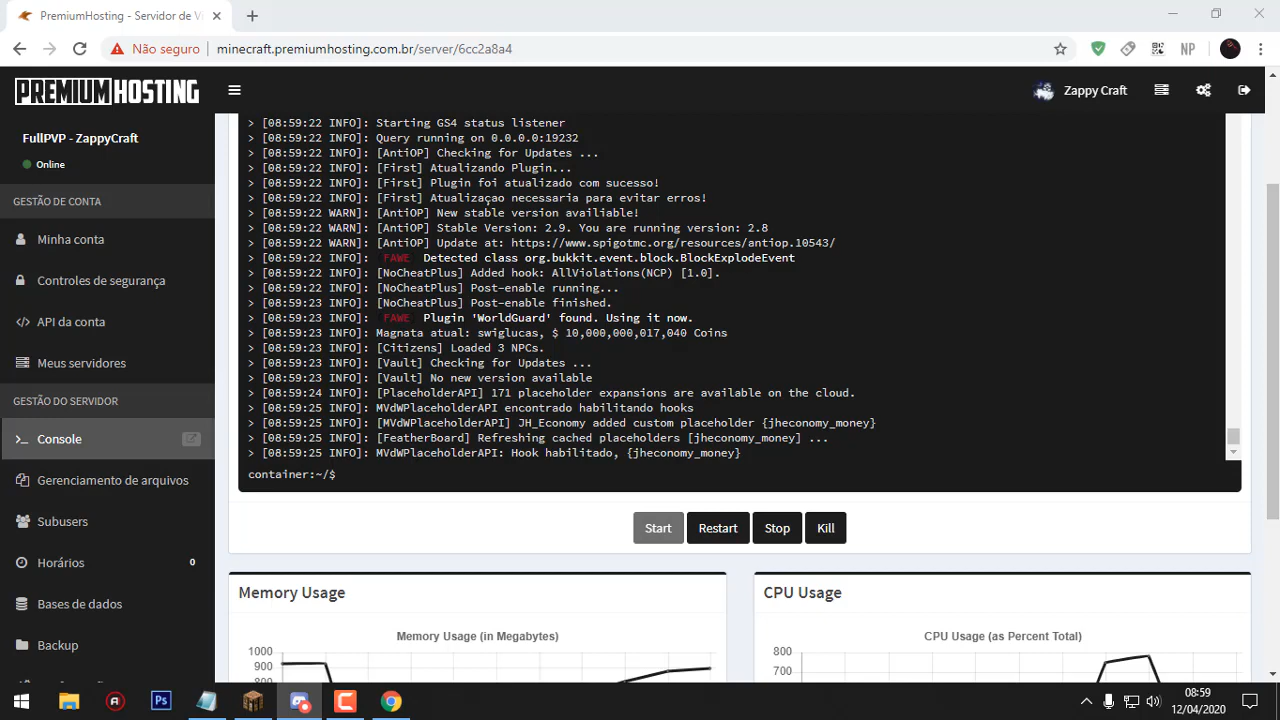 PremiumHosting - Servidor de V
Não seguro
minecraft.premiumhosting.com.br/server/6cc2a8a4
NP
PREMIUMHOSTING
Zappy Craft
FullPVP - ZappyCraft
Online
GESTÃO DE CONTA
Minha conta
Controles de segurança
API da conta
Meus servidores
GESTÃO DO SERVIDOR
Console
Gerenciamento de arquivos
Subusers
Horários 0
Bases de dados
Backup
> [08:59:22 INFO]: Starting GS4 status listener
> [08:59:22 INFO]: Query running on 0.0.0.0:19232
> [08:59:22 INFO]: [AntiOP] Checking for Updates ...
> [08:59:22 INFO]: [First] Atualizando Plugin...
> [08:59:22 INFO]: [First] Plugin foi atualizado com sucesso!
> [08:59:22 INFO]: [First] Atualizaçao necessaria para evitar erros!
> [08:59:22 WARN]: [AntiOP] New stable version availiable!
> [08:59:22 WARN]: [AntiOP] Stable Version: 2.9. You are running version: 2.8
> [08:59:22 WARN]: [AntiOP] Update at: https://www.spigotmc.org/resources/antiop.10543/
> [08:59:22 INFO]: FAWE Detected class org.bukkit.event.block.BlockExplodeEvent
> [08:59:22 INFO]: [NoCheatPlus] Added hook: AllViolations(NCP) [1.0].
> [08:59:22 INFO]: [NoCheatPlus] Post-enable running...
> [08:59:23 INFO]: [NoCheatPlus] Post-enable finished.
> [08:59:23 INFO]: FAWE Plugin 'WorldGuard' found. Using it now.
> [08:59:23 INFO]: Magnata atual: swiglucas, $ 10,000,000,017,040 Coins
> [08:59:23 INFO]: [Citizens] Loaded 3 NPCs.
> [08:59:23 INFO]: [Vault] Checking for Updates ...
> [08:59:23 INFO]: [Vault] No new version available
> [08:59:24 INFO]: [PlaceholderAPI] 171 placeholder expansions are available on the cloud.
> [08:59:25 INFO]: MVdWPlaceholderAPI encontrado habilitando hooks
> [08:59:25 INFO]: [MVdWPlaceholderAPI] JH_Economy added custom placeholder {jheconomy_money}
> [08:59:25 INFO]: [FeatherBoard] Refreshing cached placeholders [jheconomy_money] ...
> [08:59:25 INFO]: MVdWPlaceholderAPI: Hook habilitado, {jheconomy_money}
container:~/$
Start Restart Stop Kill
Memory Usage
Memory Usage (in Megabytes)
1000
900
CPU Usage
CPU Usage (as Percent Total)
800
700
Ps
08:59
12/04/2020